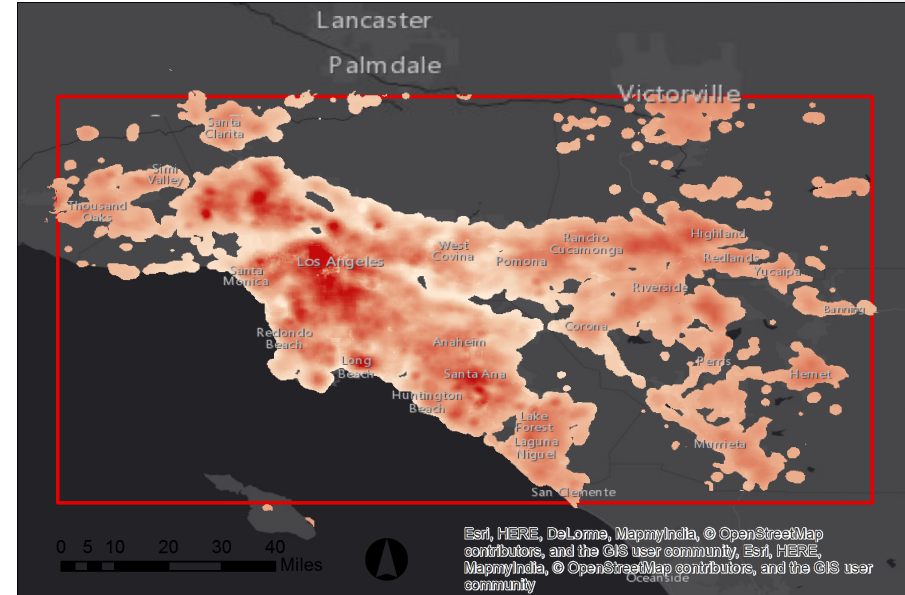 Lancaster
Palmdale
Victorville
Santa
Clarita
Simi
Valley
Thousand
Oaks
Los Angeles
Santa
Monica
West
Covina
Pomona
Rancho
Cucamonga
Highland
Redlands
Yucaipa
Riverside
Banning
Redondo
Beach
Corona
Anaheim
Long
Beach
Santa Ana
Perris
Hemet
Huntington
Beach
Lake
Forest
Laguna
Niguel
Murrieta
San Clemente
0 5 10 20 30 40
Miles
Esri, HERE, DeLorme, MapmyIndia, © OpenStreetMap
contributors, and the GIS user community, Esri, HERE,
MapmyIndia, © OpenStreetMap contributors, and the GIS user
community
Oceanside